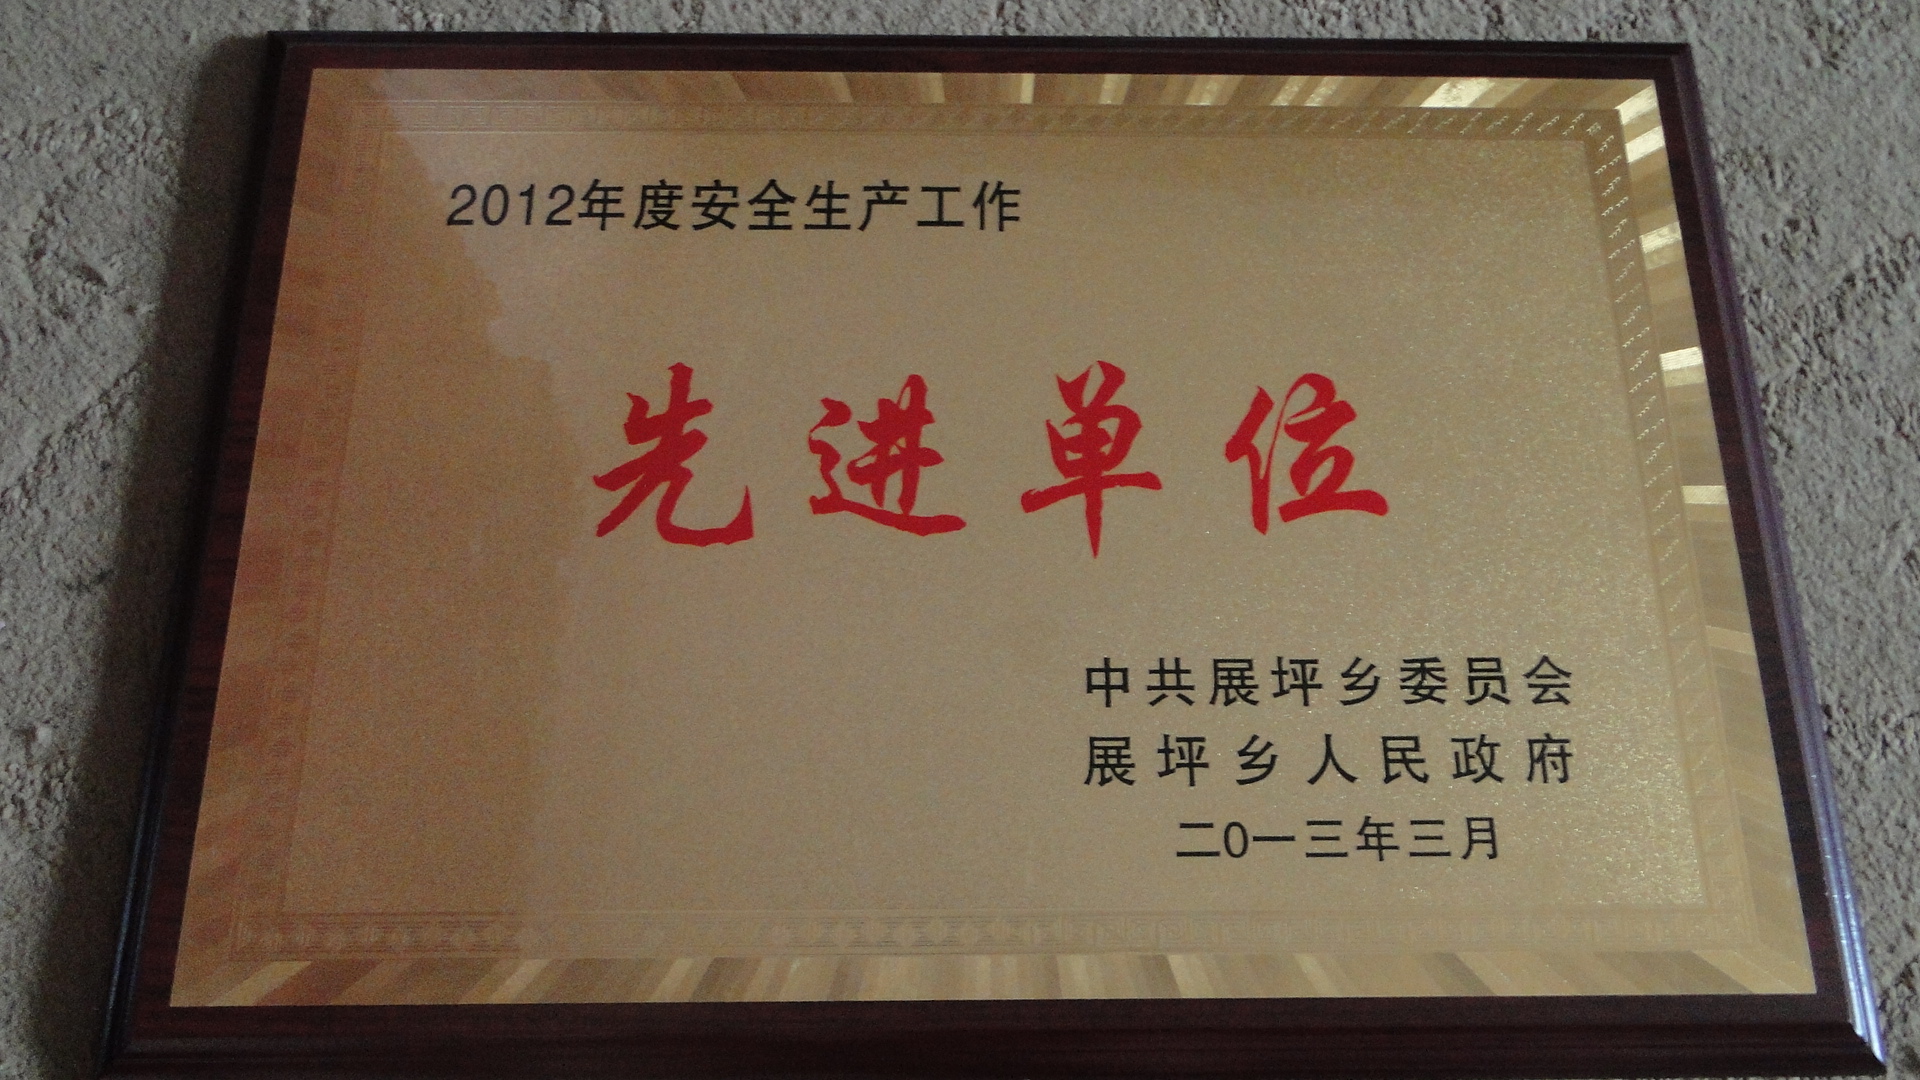 2012年度安全生产工作
先进单位
中共展坪乡委员会
展坪乡人民政府
二0一三年三月